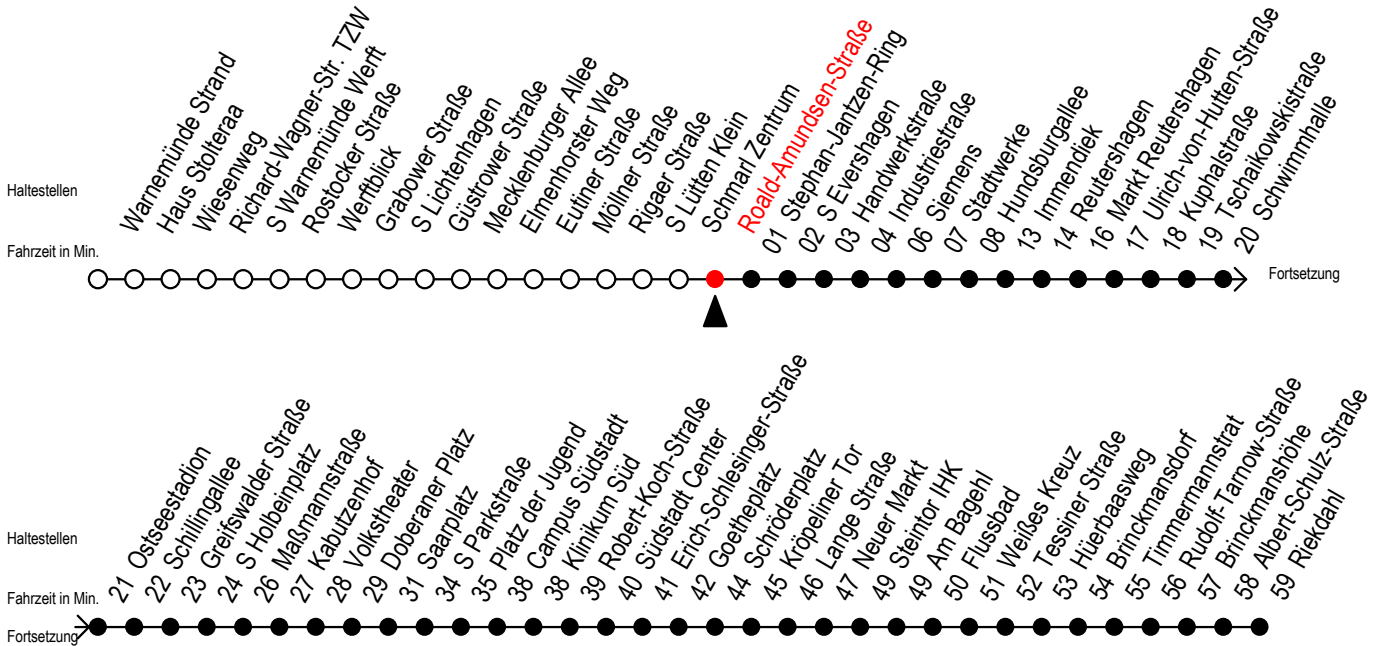 Haltestellen
Warnemünde Strand
Haus Stolteraa
Wiesenweg
Richard-Wagner-Str. TZW
S Warnemünde Werft
Rostocker Straße
Werftblick
Grabower Straße
S Lichtenhagen
Güstrower Straße
Mecklenburger Allee
Elmenhorster Weg
Eutiner Straße
Möllner Straße
Rigaer Straße
S Lütten Klein
Schmarl Zentrum
Roald-Amundsen-Straße
01 Stephan-Jantzen-Ring
02 S Evershagen
03 Handwerkstraße
04 Industriestraße
06 Siemens
07 Stadtwerke
08 Hundsburgallee
13 Immendiek
14 Reutershagen
16 Markt Reutershagen
17 Ulrich-von-Hutten-Straße
18 Kuphalstraße
19 Tschaikowskistraße
20 Schwimmhalle
Fahrzeit in Min.
Fortsetzung
Haltestellen
21 Ostseestadion
22 Schillingallee
23 Greifswalder Straße
24 S Holbeinplatz
26 Maßmannstraße
27 Kabutzenhof
28 Volkstheater
29 Doberaner Platz
31 Saarplatz
34 S Parkstraße
35 Platz der Jugend
38 Campus Südstadt
38 Klinikum Süd
39 Robert-Koch-Straße
40 Südstadt Center
41 Erich-Schlesinger-Straße
42 Goetheplatz
44 Schröderplatz
45 Kröpeliner Tor
46 Lange Straße
47 Neuer Markt
49 Steintor IHK
49 Am Bagehl
50 Flussbad
51 Weißes Kreuz
52 Tessiner Straße
53 Hüerbaasweg
54 Brinckmansdorf
55 Timmermannstrat
56 Rudolf-Tarnow-Straße
57 Brinckmanshöhe
58 Albert-Schulz-Straße
59 Riekdahl
Fahrzeit in Min.
Fortsetzung